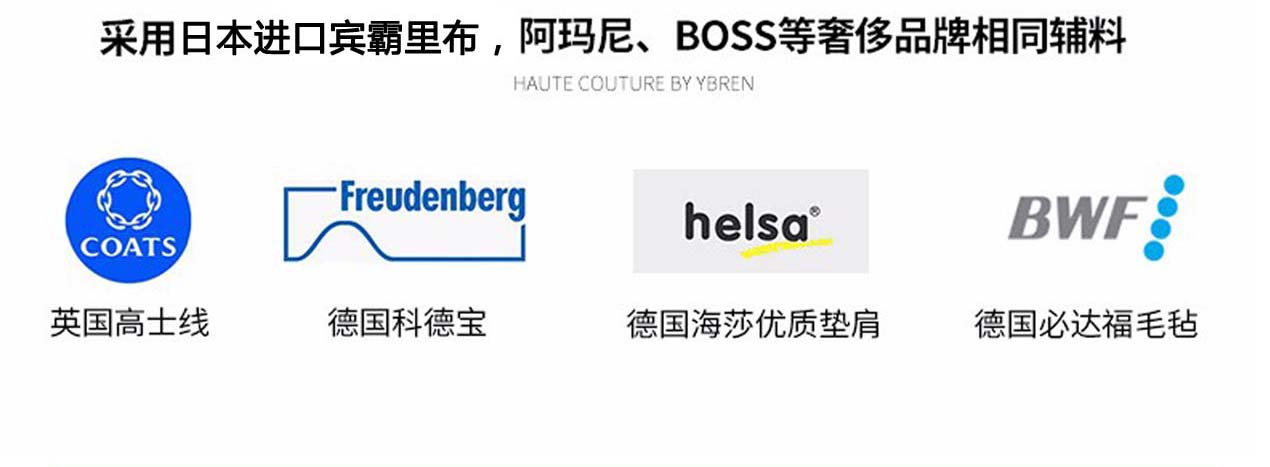 采用日本进口宾霸里布，阿玛尼、BOSS等奢侈品牌相同辅料
HAUTE COUTURE BY YBREN
COATS
Freudenberg
helsa®
BWF
英国高士线
德国科德宝
德国海莎优质垫肩
德国必达福毛毡